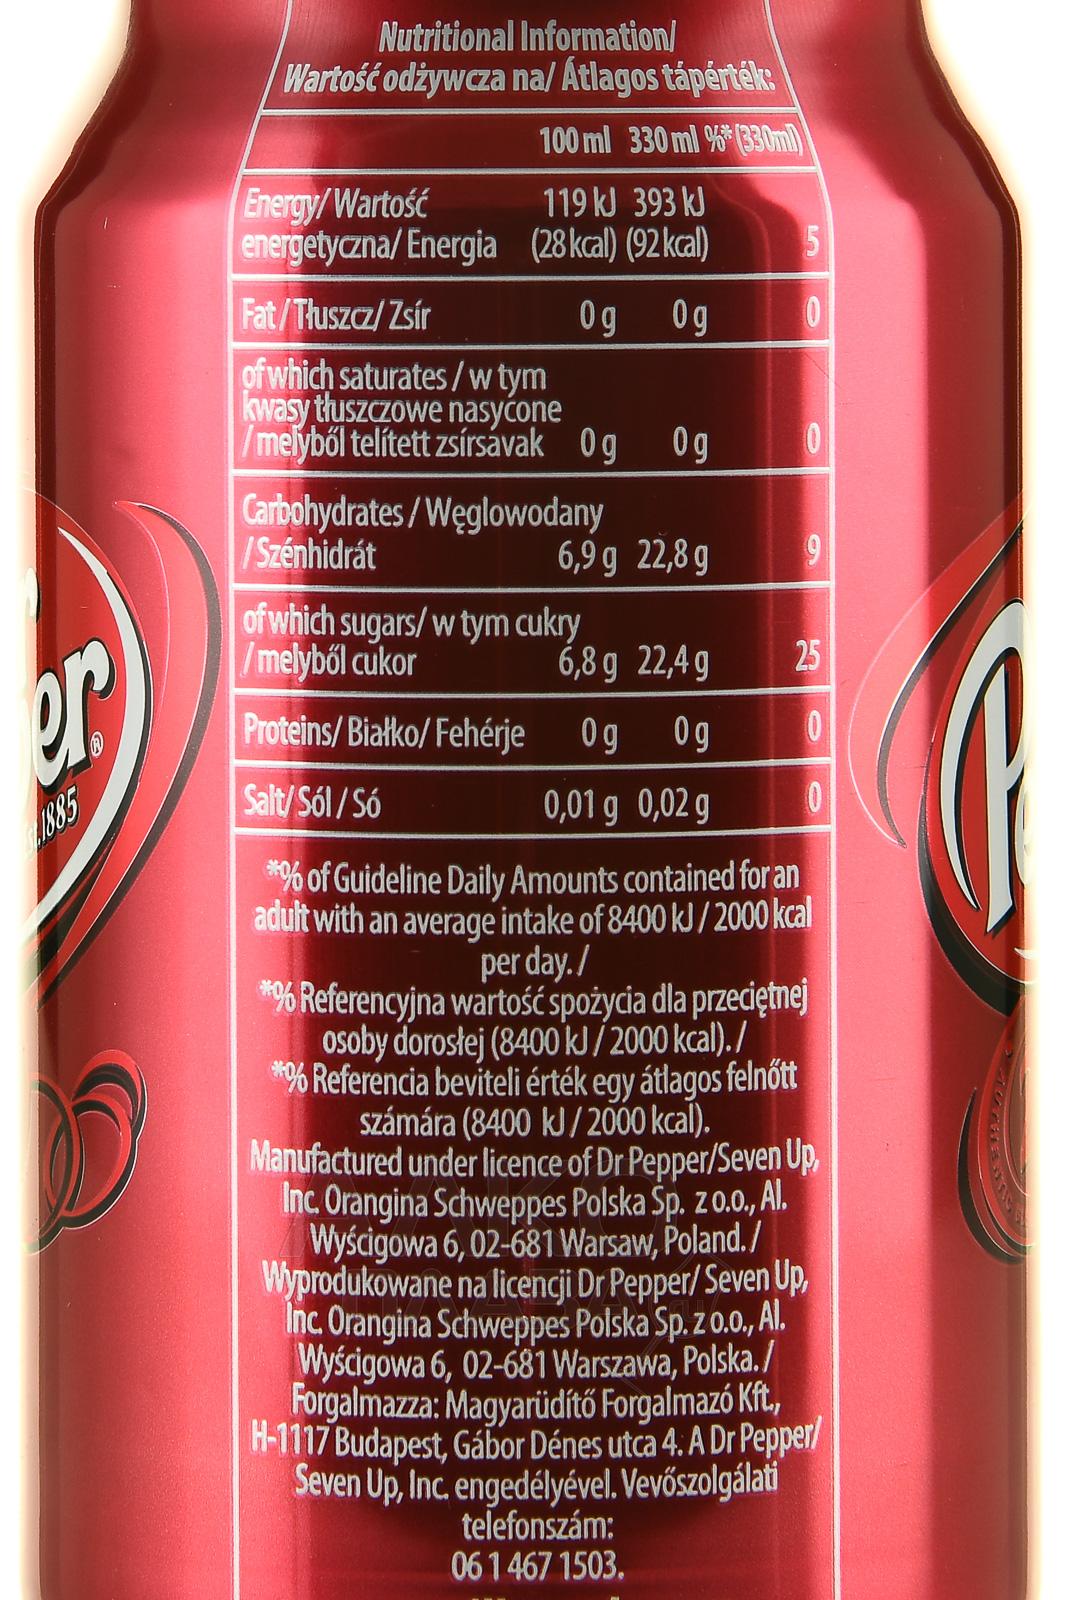 Nutritional Information/
Wartość odżywcza na/ Átlagos tápérték:
100 ml 330 ml %* (330ml)
Energy/ Wartość 119 kJ 393 kJ
energetyczna/ Energia (28 kcal) (92 kcal) 5
Fat / Tłuszcz/ Zsír 0 g 0 g 0
of which saturates / w tym
kwasy tłuszczowe nasycone
/ melyből telített zsírsavak 0 g 0 g 0
Carbohydrates / Węglowodany
/ Szénhidrát 6,9 g 22,8 g 9
of which sugars/ w tym cukry
/ melyből cukor 6,8 g 22,4 g 25
Proteins/ Białko/ Fehérje 0 g 0 g 0
Salt/ Sól / Só 0,01 g 0,02 g 0
*% of Guideline Daily Amounts contained for an
adult with an average intake of 8400 kJ / 2000 kcal
per day. /
*% Referencyjna wartość spożycia dla przeciętnej
osoby dorosłej (8400 kJ / 2000 kcal). /
*% Referencia beviteli érték egy átlagos felnőtt
számára (8400 kJ / 2000 kcal).
Manufactured under licence of Dr Pepper/Seven Up,
Inc. Orangina Schweppes Polska Sp. z o.o., Al.
Wyścigowa 6, 02-681 Warsaw, Poland. /
Wyprodukowane na licencji Dr Pepper/ Seven Up,
Inc. Orangina Schweppes Polska Sp. z o.o., Al.
Wyścigowa 6, 02-681 Warszawa, Polska. /
Forgalmazza: Magyarüdítő Forgalmazó Kft.,
H-1117 Budapest, Gábor Dénes utca 4. A Dr Pepper/
Seven Up, Inc. engedélyével. Vevőszolgálati
telefonszám:
06 1 467 1503.
er®
1885
Pe